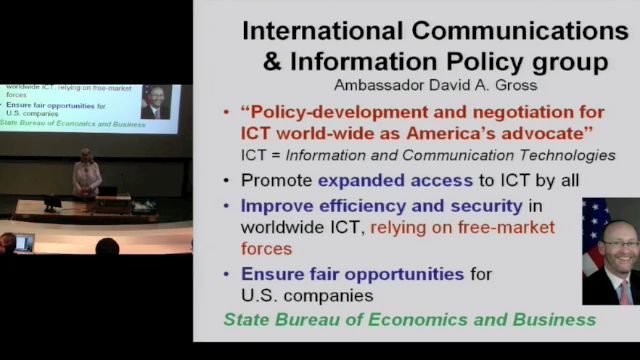 International Communications
& Information Policy group
Ambassador David A. Gross
• “Policy-development and negotiation for
ICT world-wide as America’s advocate”
ICT = Information and Communication Technologies
• Promote expanded access to ICT by all
• Improve efficiency and security in
worldwide ICT, relying on free-market
forces
• Ensure fair opportunities for
U.S. companies
State Bureau of Economics and Business
worldwide ICT, relying on free-market
forces
• Ensure fair opportunities for
U.S. companies
State Bureau of Economics and Business